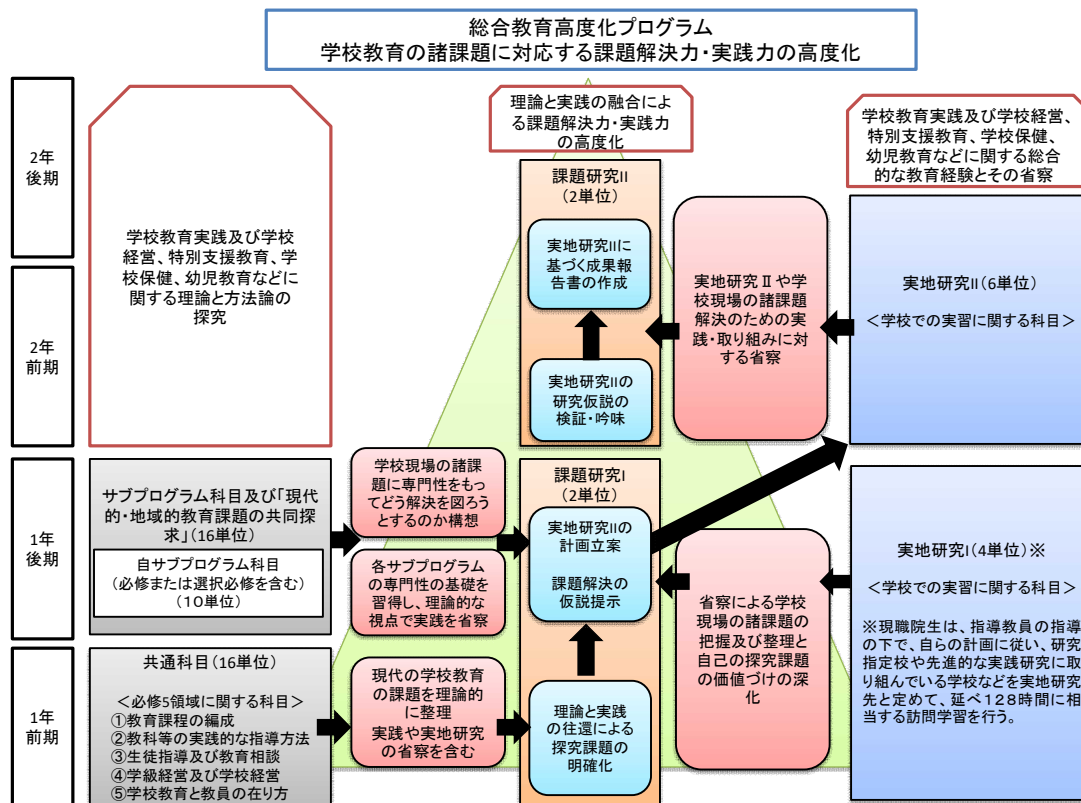 総合教育高度化プログラム
学校教育の諸課題に対応する課題解決力・実践力の高度化
2年
後期
2年
前期
1年
後期
1年
前期
学校教育実践及び学校
経営、特別支援教育、学
校保健、幼児教育などに
関する理論と方法論の
探究
理論と実践の融合によ
る課題解決力・実践力
の高度化
学校教育実践及び学校経営、
特別支援教育、学校保健、
幼児教育などに関する総合
的な教育経験とその省察
課題研究II
(2単位)
実地研究IIに
基づく成果報
告書の作成
実地研究IIの
研究仮説の
検証・吟味
実地研究Ⅱや学
校現場の諸課題
解決のための実
践・取り組みに対
する省察
実地研究II(6単位)
<学校での実習に関する科目>
サブプログラム科目及び「現代
的・地域的教育課題の共同探
求」(16単位)
自サブプログラム科目
(必修または選択必修を含む)
(10単位)
学校現場の諸課
題に専門性をもっ
てどう解決を図ろう
とするのか構想
各サブプログラム
の専門性の基礎を
習得し、理論的な
視点で実践を省察
課題研究I
(2単位)
実地研究IIの
計画立案
課題解決の
仮説提示
理論と実践
の往還による
探究課題の
明確化
省察による学校
現場の諸課題の
把握及び整理と
自己の探究課題
の価値づけの深
化
実地研究I(4単位)※
<学校での実習に関する科目>
※現職院生は、指導教員の指導
の下で、自らの計画に従い、研究
指定校や先進的な実践研究に取
り組んでいる学校などを実地研究
先と定めて、延べ128時間に相
当する訪問学習を行う。
共通科目(16単位)
<必修5領域に関する科目>
①教育課程の編成
②教科等の実践的な指導方法
③生徒指導及び教育相談
④学級経営及び学校経営
⑤学校教育と教員の在り方
現代の学校教育
の課題を理論的
に整理
実践や実地研究
の省察を含む